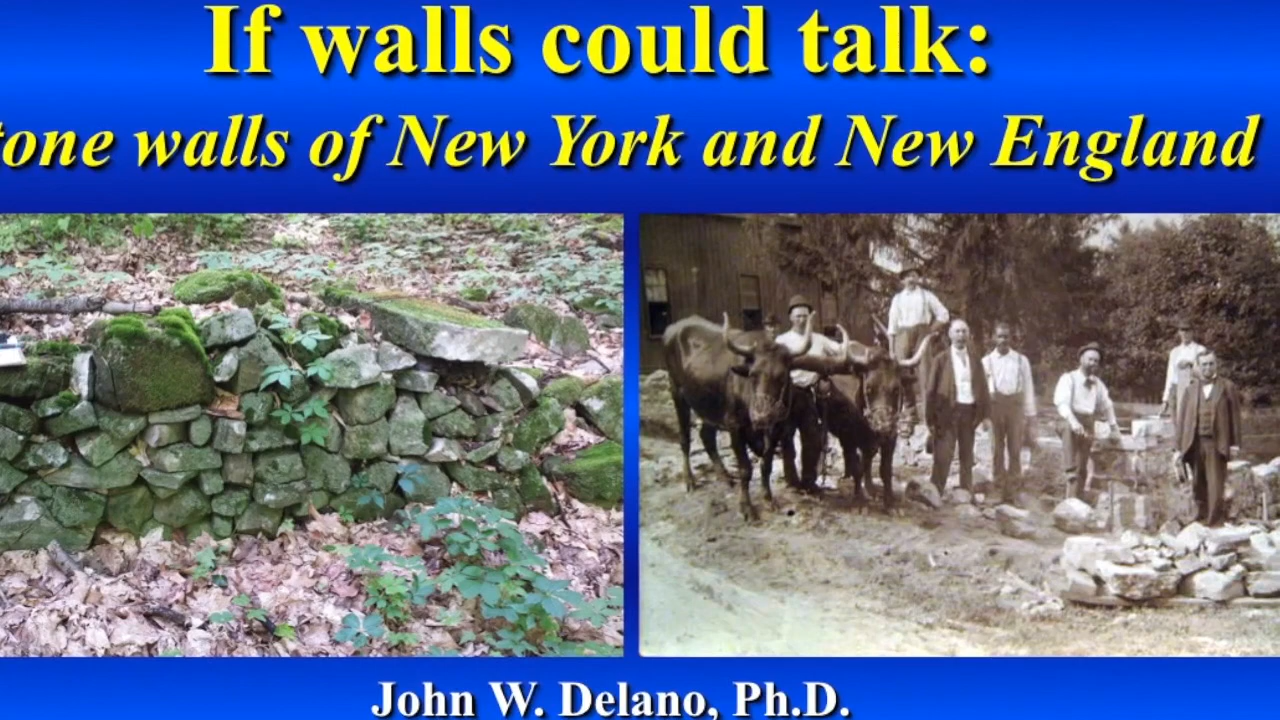 If walls could talk:
tone walls of New York and New England
John W. Delano, Ph.D.